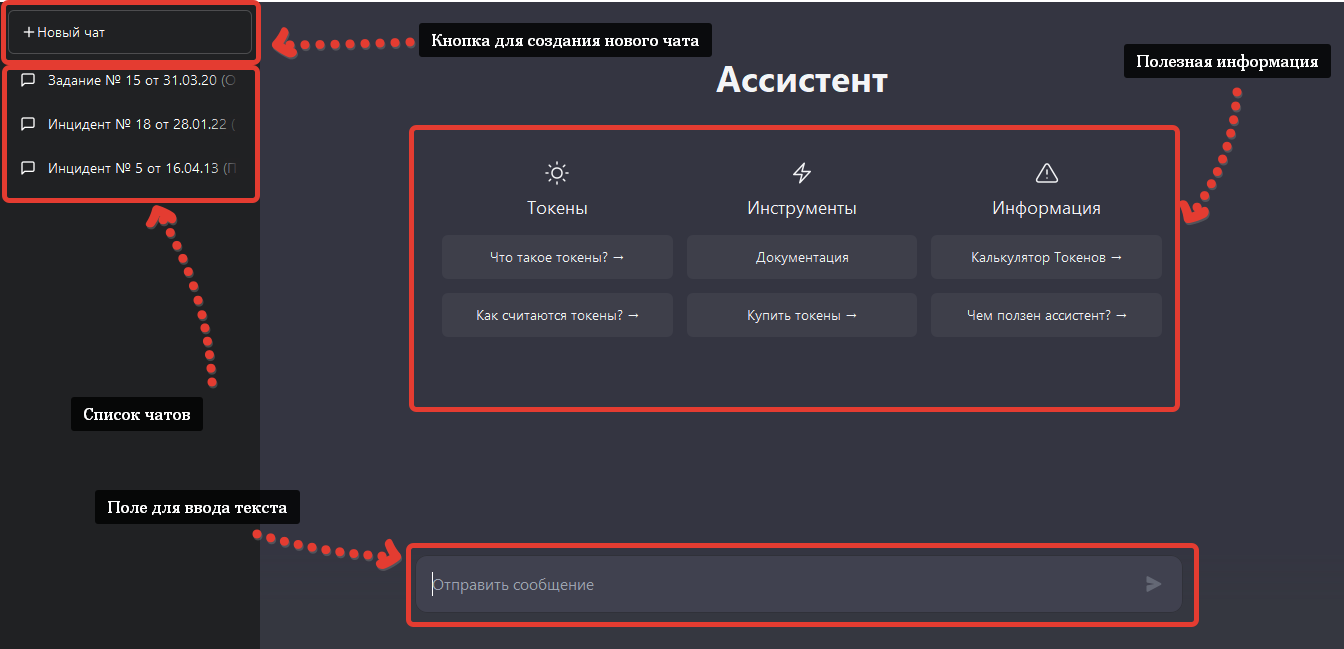 Новый чат
Кнопка для создания нового чата
Полезная информация
Задание № 15 от 31.03.20 (О
Инцидент № 18 от 28.01.22 (
Инцидент № 5 от 16.04.13 (П
Ассистент
Токены
Инструменты
Информация
Что такое токены? →
Документация
Калькулятор Токенов →
Как считаются токены? →
Купить токены →
Чем ползен ассистент? →
Список чатов
Поле для ввода текста
Отправить сообщение